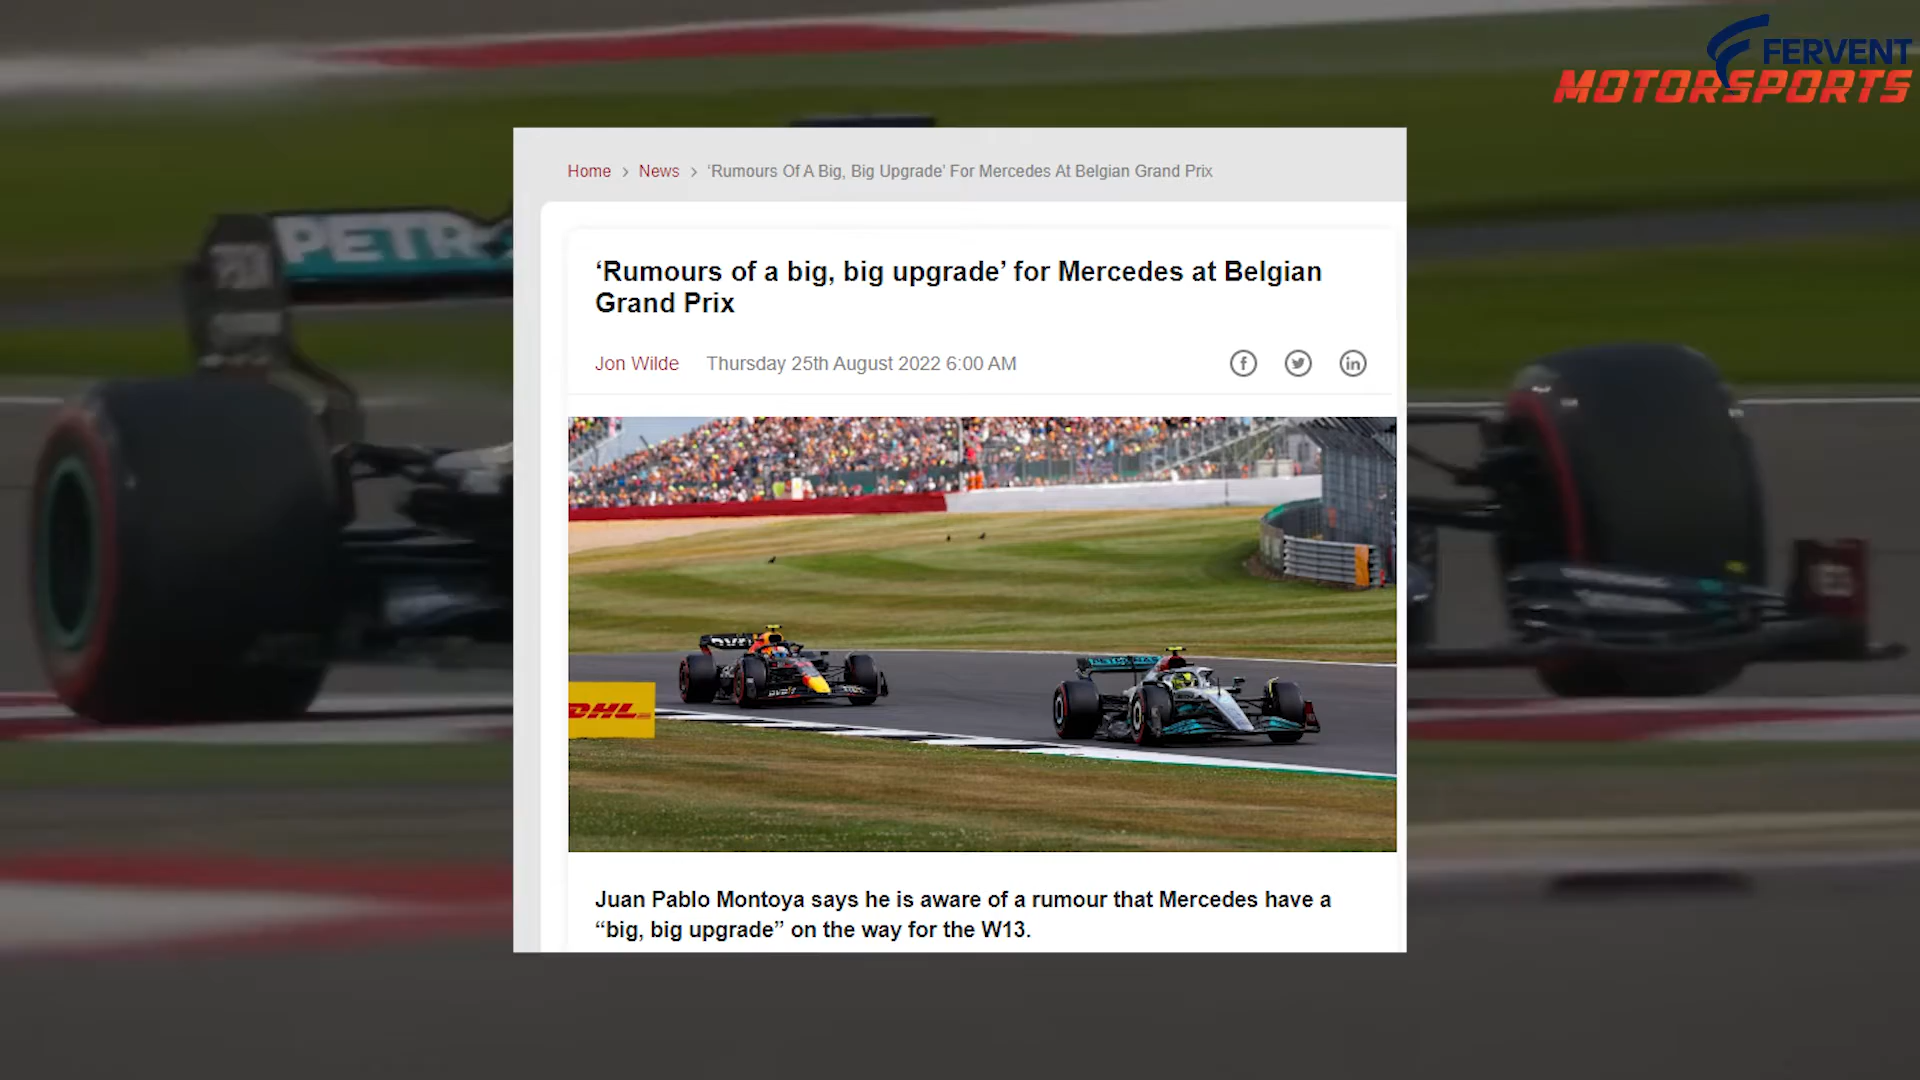 FERVENT
MOTORSPORTS
Home > News > ‘Rumours Of A Big, Big Upgrade’ For Mercedes At Belgian Grand Prix
‘Rumours of a big, big upgrade’ for Mercedes at Belgian
Grand Prix
Jon Wilde Thursday 25th August 2022 6:00 AM
PETRONAS
DHL
Juan Pablo Montoya says he is aware of a rumour that Mercedes have a
“big, big upgrade” on the way for the W13.